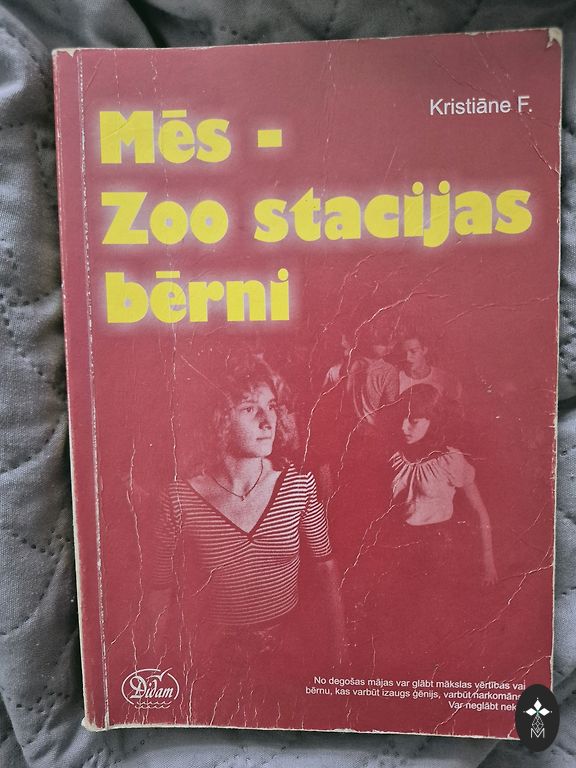 Kristiāne F.
Mēs -
Zoo stacijas
bērni
Didam
No degošas mājas var glābt mākslas vērtības vai
bērnu, kas varbūt izaugs ģēnijs, varbūt narkomāns.
Var neglābt